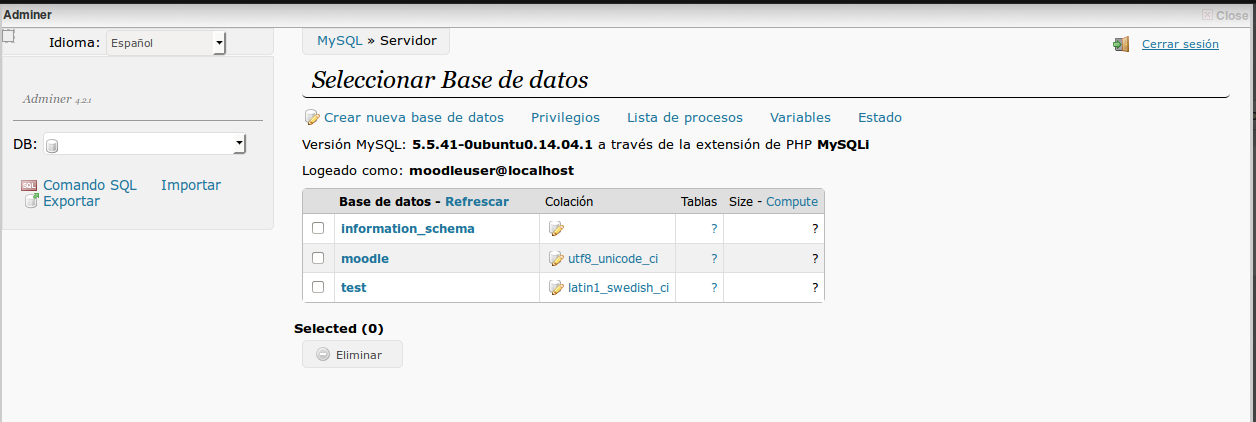 Adminer
Close
Idioma: Español
MySQL » Servidor
Cerrar sesión
Seleccionar Base de datos
Adminer 4.2.1
Crear nueva base de datos Privilegios Lista de procesos Variables Estado
DB:
Versión MySQL: 5.5.41-0ubuntu0.14.04.1 a través de la extensión de PHP MySQLi
Logeado como: moodleuser@localhost
SQL Comando SQL Importar
Exportar
Base de datos - Refrescar Colación Tablas Size - Compute
information_schema ? ?
moodle utf8_unicode_ci ? ?
test latin1_swedish_ci ? ?
Selected (0)
Eliminar